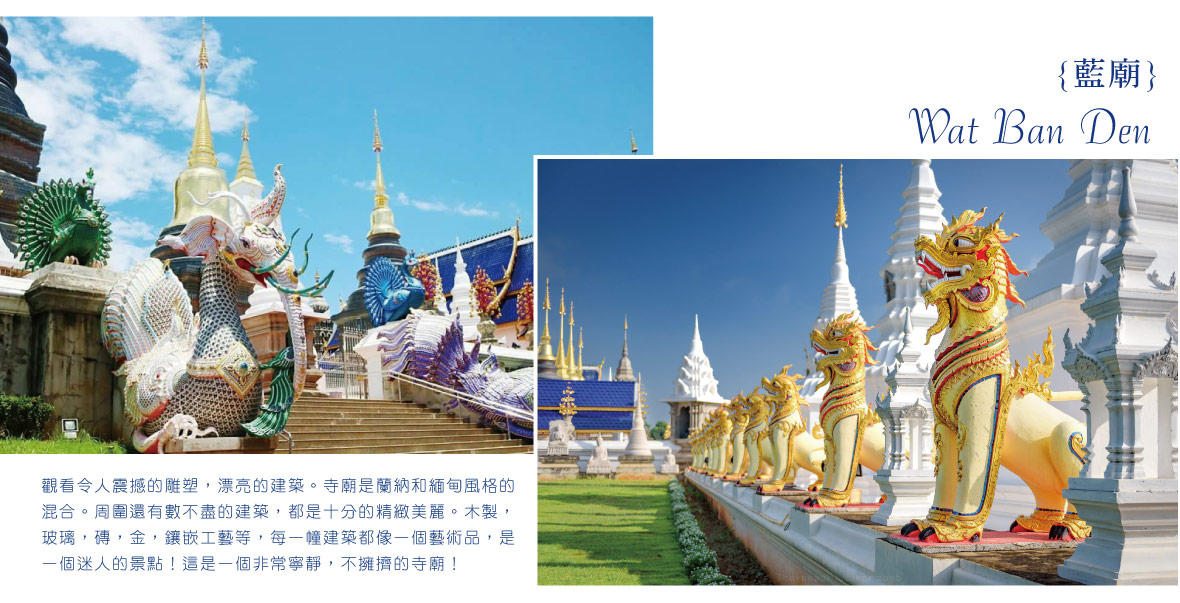 {藍廟}
Wat Ban Den
觀看令人震撼的雕塑，漂亮的建築。寺廟是蘭納和緬甸風格的
混合。周圍還有數不盡的建築，都是十分的精緻美麗。木製，
玻璃，磚，金，鑲嵌工藝等，每一幢建築都像一個藝術品，是
一個迷人的景點！這是一個非常寧靜，不擁擠的寺廟！